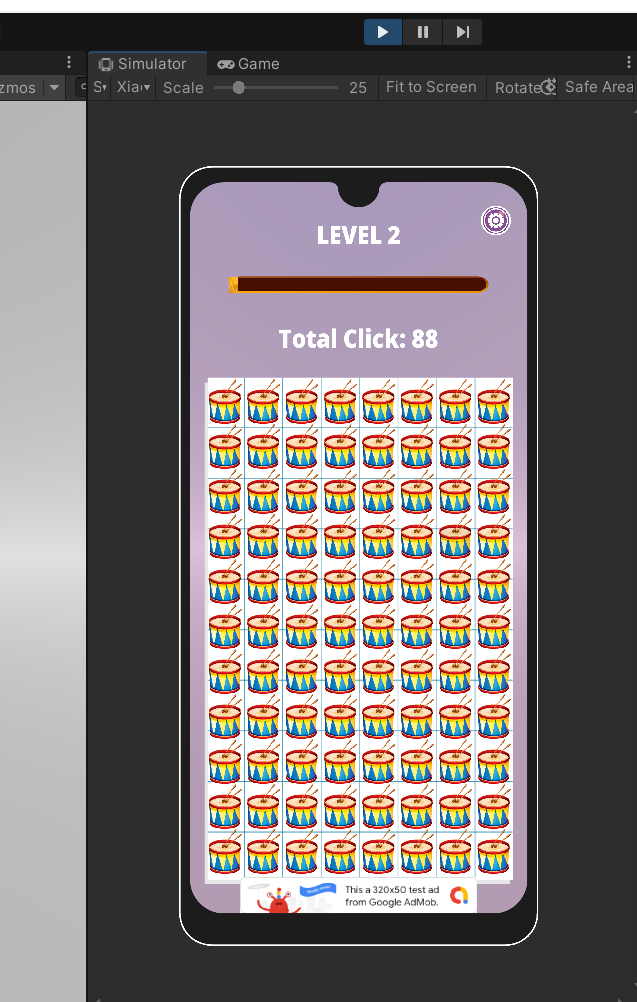 Simulator
Game
zmos
Xia
Scale
25
Fit to Screen
Rotate
Safe Area
LEVEL 2
Total Click: 88
This a 320x50 test ad
from Google AdMob.